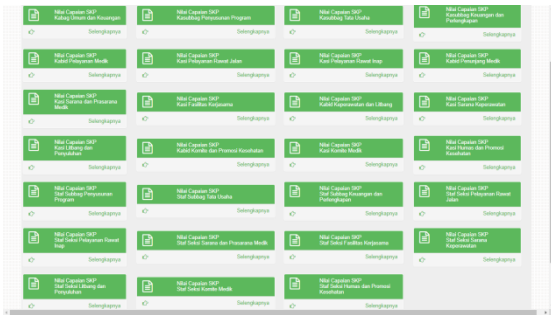 Nilai Capaian SKP
Kabag Umum dan Keuangan
Selengkapnya
Nilai Capaian SKP
Kasubbag Penyusunan Program
Selengkapnya
Nilai Capaian SKP
Kasubbag Tata Usaha
Selengkapnya
Nilai Capaian SKP
Kasubbag Keuangan dan
Perlengkapan
Selengkapnya
Nilai Capaian SKP
Kabid Pelayanan Medik
Selengkapnya
Nilai Capaian SKP
Kasi Pelayanan Rawat Jalan
Selengkapnya
Nilai Capaian SKP
Kasi Pelayanan Rawat Inap
Selengkapnya
Nilai Capaian SKP
Kabid Penunjang Medik
Selengkapnya
Nilai Capaian SKP
Kasi Sarana dan Prasarana
Medik
Selengkapnya
Nilai Capaian SKP
Kasi Fasilitas Kerjasama
Selengkapnya
Nilai Capaian SKP
Kabid Keperawatan dan Litbang
Selengkapnya
Nilai Capaian SKP
Kasi Sarana Keperawatan
Selengkapnya
Nilai Capaian SKP
Kasi Litbang dan
Penyuluhan
Selengkapnya
Nilai Capaian SKP
Kabid Komite dan Promosi Kesehatan
Selengkapnya
Nilai Capaian SKP
Kasi Komite Medik
Selengkapnya
Nilai Capaian SKP
Kasi Humas dan Promosi
Kesehatan
Selengkapnya
Nilai Capaian SKP
Staf Subbag Penyusunan
Program
Selengkapnya
Nilai Capaian SKP
Staf Subbag Tata Usaha
Selengkapnya
Nilai Capaian SKP
Staf Subbag Keuangan dan
Perlengkapan
Selengkapnya
Nilai Capaian SKP
Staf Seksi Pelayanan Rawat
Jalan
Selengkapnya
Nilai Capaian SKP
Staf Seksi Pelayanan Rawat
Inap
Selengkapnya
Nilai Capaian SKP
Staf Seksi Sarana dan Prasarana Medik
Selengkapnya
Nilai Capaian SKP
Staf Seksi Fasilitas Kerjasama
Selengkapnya
Nilai Capaian SKP
Staf Seksi Sarana
Keperawatan
Selengkapnya
Nilai Capaian SKP
Staf Seksi Litbang dan
Penyuluhan
Selengkapnya
Nilai Capaian SKP
Staf Seksi Komite Medik
Selengkapnya
Nilai Capaian SKP
Staf Seksi Humas dan Promosi
Kesehatan
Selengkapnya